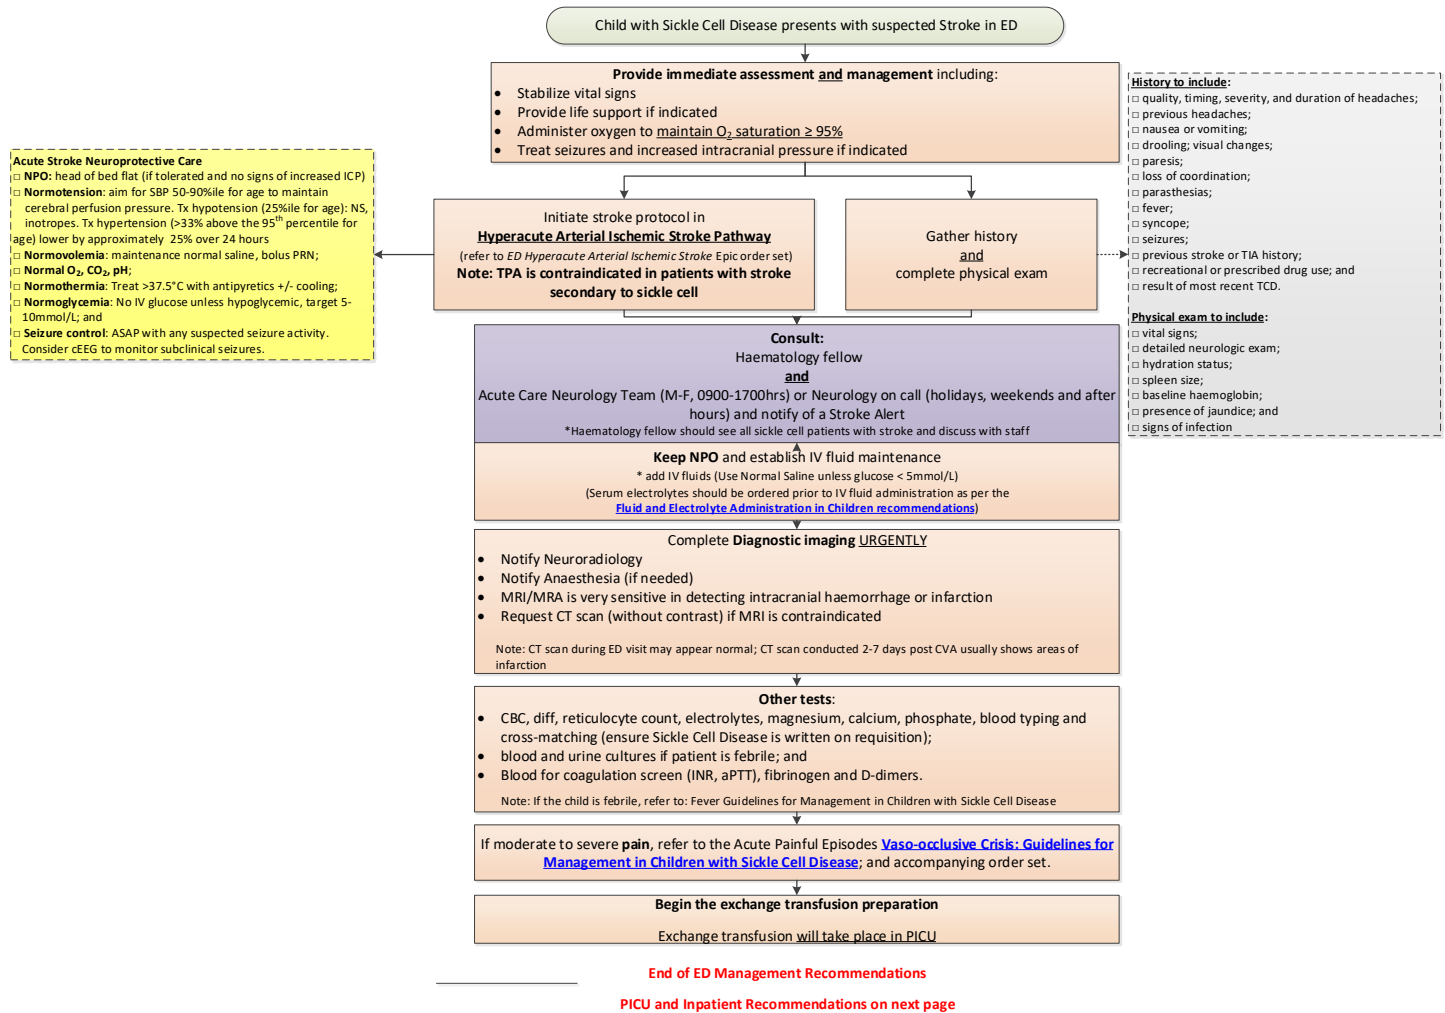 Child with Sickle Cell Disease presents with suspected Stroke in ED
Provide immediate assessment and management including:
• Stabilize vital signs
• Provide life support if indicated
• Administer oxygen to maintain O₂ saturation ≥ 95%
• Treat seizures and increased intracranial pressure if indicated
History to include:
□ quality, timing, severity, and duration of headaches;
□ previous headaches;
□ nausea or vomiting;
□ drooling; visual changes;
□ paresis;
□ loss of coordination;
□ parasthesias;
□ fever;
□ syncope;
□ seizures;
□ previous stroke or TIA history;
□ recreational or prescribed drug use; and
□ result of most recent TCD.
Physical exam to include:
□ vital signs;
□ detailed neurologic exam;
□ hydration status;
□ spleen size;
□ baseline haemoglobin;
□ presence of jaundice; and
□ signs of infection
Acute Stroke Neuroprotective Care
□ NPO: head of bed flat (if tolerated and no signs of increased ICP)
□ Normotension: aim for SBP 50-90%ile for age to maintain
cerebral perfusion pressure. Tx hypotension (25%ile for age): NS,
inotropes. Tx hypertension (>33% above the 95th percentile for
age) lower by approximately 25% over 24 hours
□ Normovolemia: maintenance normal saline, bolus PRN;
□ Normal O₂, CO₂, pH;
□ Normothermia: Treat >37.5°C with antipyretics +/- cooling;
□ Normoglycemia: No IV glucose unless hypoglycemic, target 5-
10mmol/L; and
□ Seizure control: ASAP with any suspected seizure activity.
Consider cEEG to monitor subclinical seizures.
Initiate stroke protocol in
Hyperacute Arterial Ischemic Stroke Pathway
(refer to ED Hyperacute Arterial Ischemic Stroke Epic order set)
Note: TPA is contraindicated in patients with stroke
secondary to sickle cell
Gather history
and
complete physical exam
Consult:
Haematology fellow
and
Acute Care Neurology Team (M-F, 0900-1700hrs) or Neurology on call (holidays, weekends and after
hours) and notify of a Stroke Alert
*Haematology fellow should see all sickle cell patients with stroke and discuss with staff
Keep NPO and establish IV fluid maintenance
* add IV fluids (Use Normal Saline unless glucose < 5mmol/L)
(Serum electrolytes should be ordered prior to IV fluid administration as per the
Fluid and Electrolyte Administration in Children recommendations)
Complete Diagnostic imaging URGENTLY
• Notify Neuroradiology
• Notify Anaesthesia (if needed)
• MRI/MRA is very sensitive in detecting intracranial haemorrhage or infarction
• Request CT scan (without contrast) if MRI is contraindicated
Note: CT scan during ED visit may appear normal; CT scan conducted 2-7 days post CVA usually shows areas of
infarction
Other tests:
• CBC, diff, reticulocyte count, electrolytes, magnesium, calcium, phosphate, blood typing and
cross-matching (ensure Sickle Cell Disease is written on requisition);
• blood and urine cultures if patient is febrile; and
• Blood for coagulation screen (INR, aPTT), fibrinogen and D-dimers.
Note: If the child is febrile, refer to: Fever Guidelines for Management in Children with Sickle Cell Disease
If moderate to severe pain, refer to the Acute Painful Episodes Vaso-occlusive Crisis: Guidelines for
Management in Children with Sickle Cell Disease; and accompanying order set.
Begin the exchange transfusion preparation
Exchange transfusion will take place in PICU
End of ED Management Recommendations
PICU and Inpatient Recommendations on next page